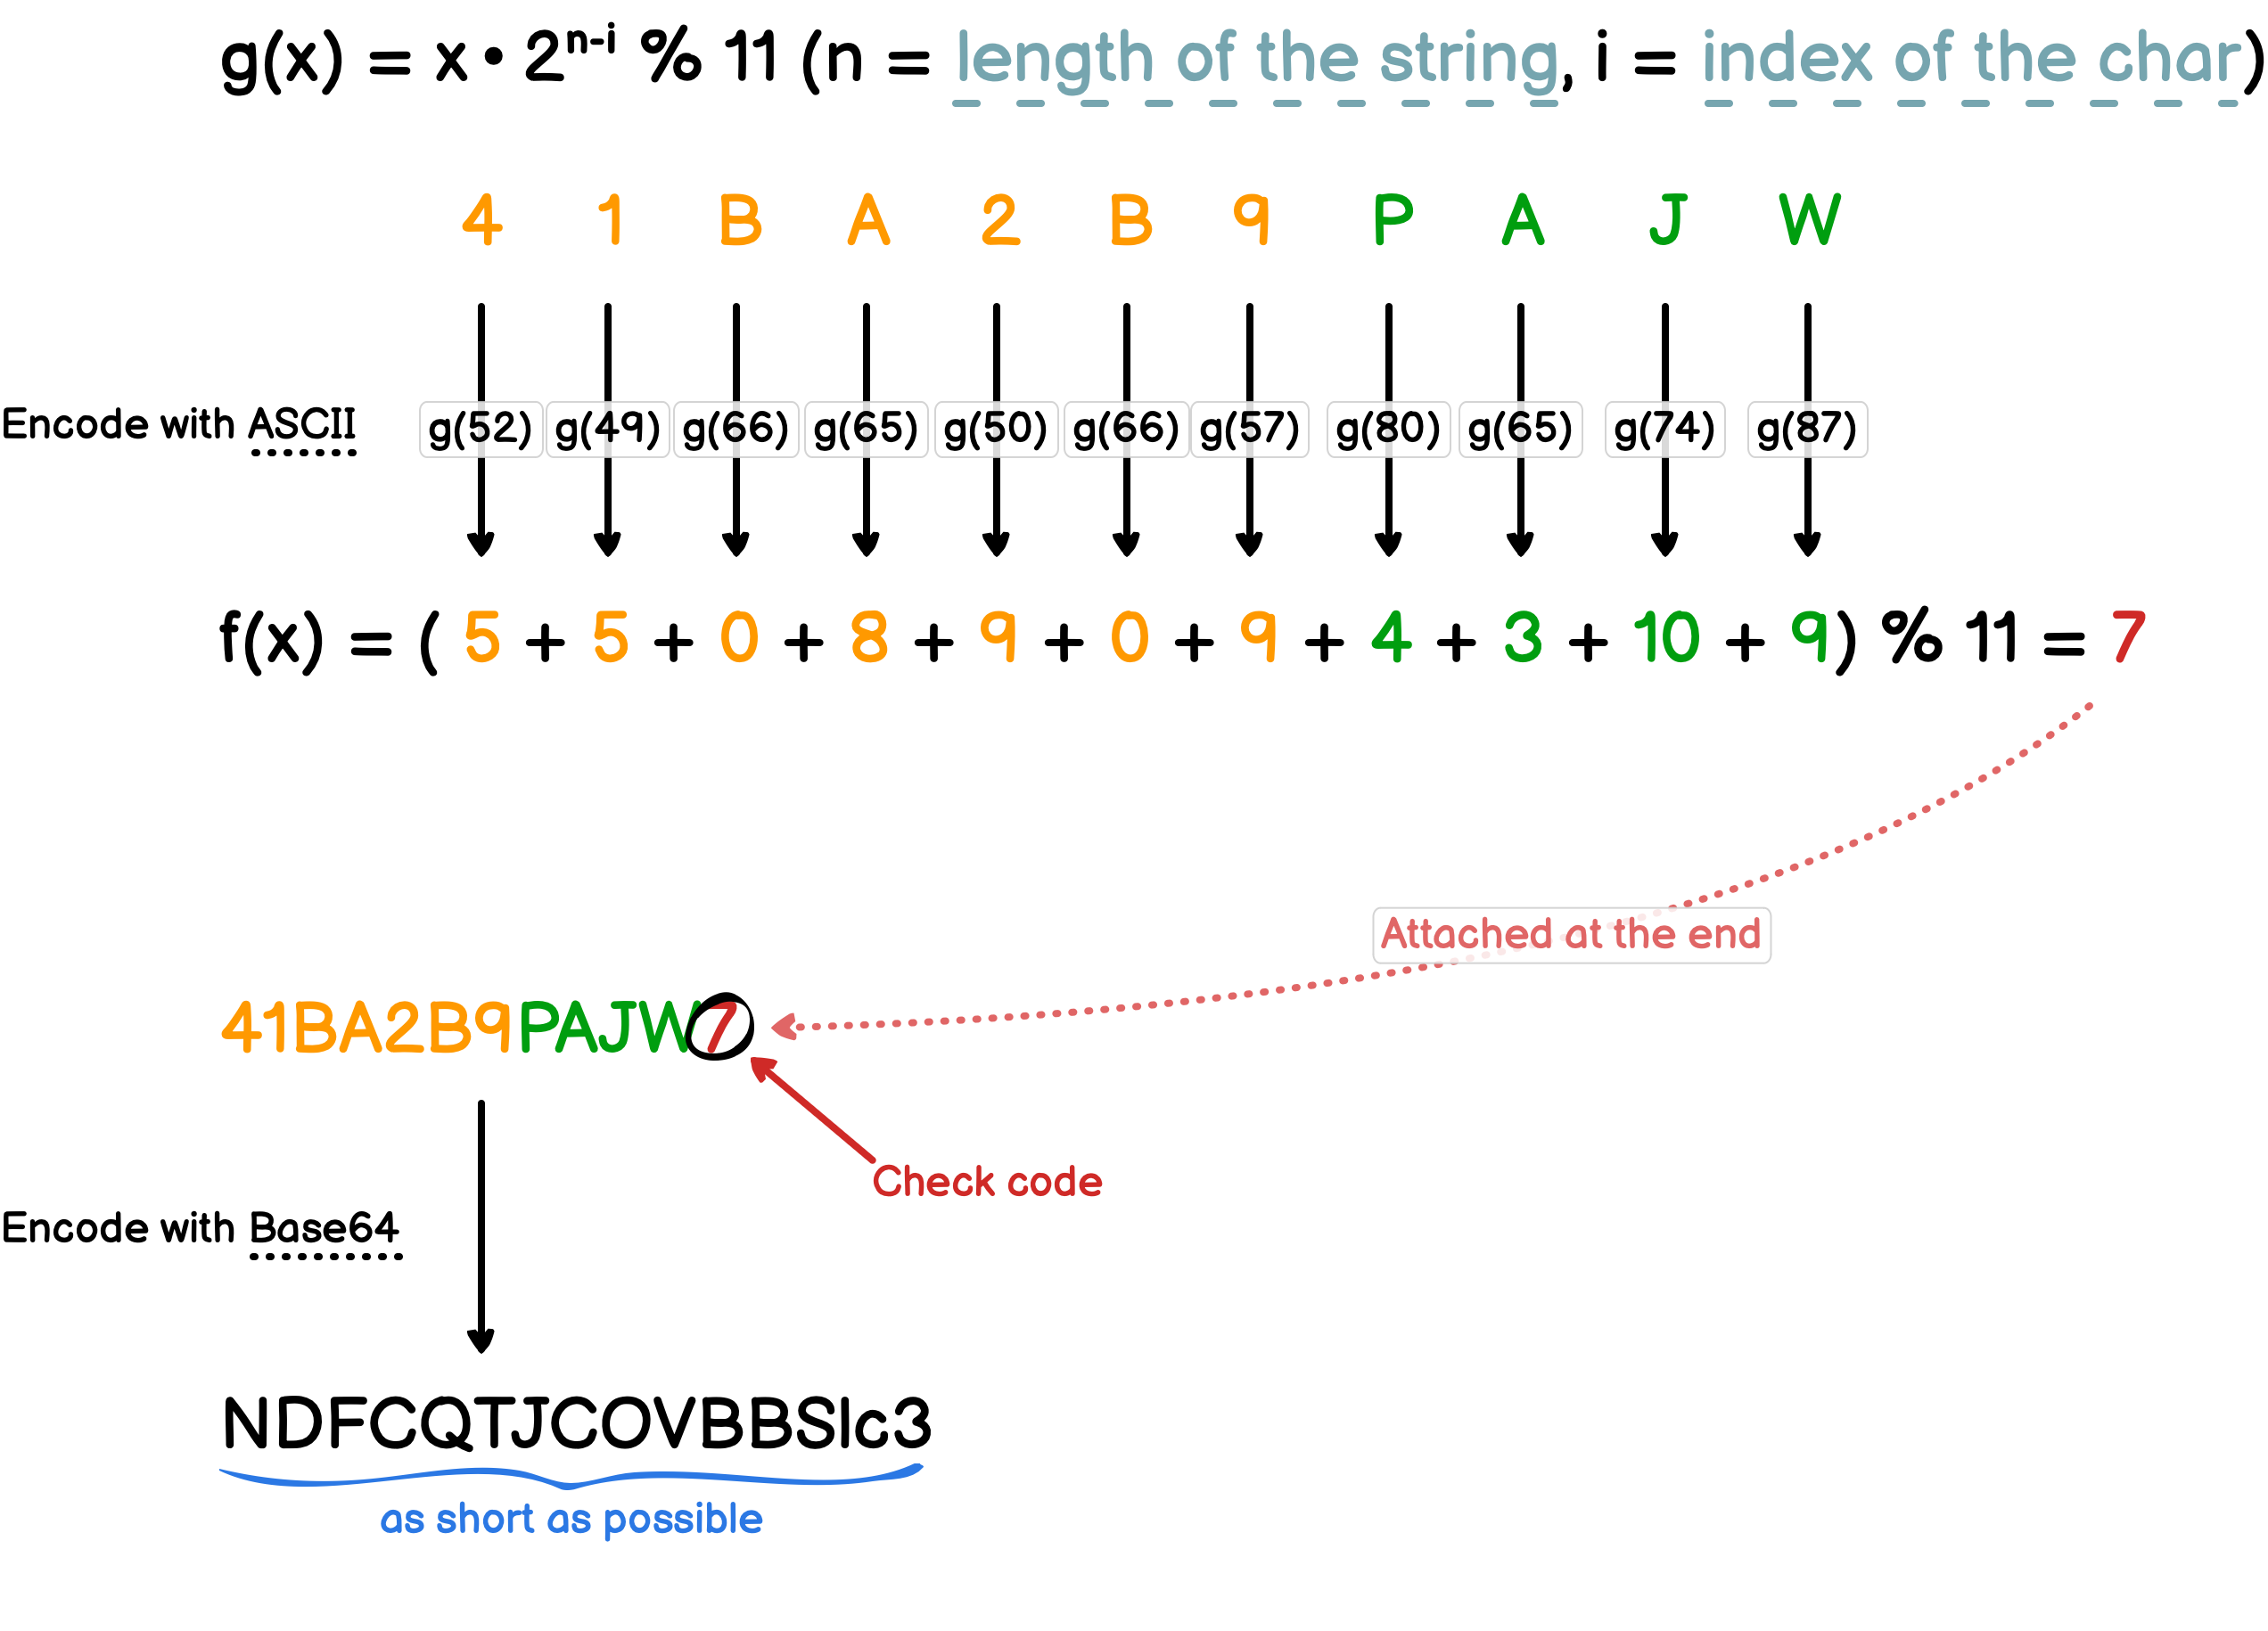 g(x) = x • 2ⁿ⁻ⁱ % 11 (n = length of the string, i = index of the char)
4 1 B A 2 B 9 P A J W
Encode with ASCII g(52) g(49) g(66) g(65) g(50) g(66) g(57) g(80) g(65) g(74) g(87)
f(x) = ( 5 + 5 + 0 + 8 + 9 + 0 + 9 + 4 + 3 + 10 + 9) % 11 = 7
Attached at the end
41BA2B9PAJW7
Check code
Encode with Base64
NDFCQTJCOVBBSlc3
as short as possible